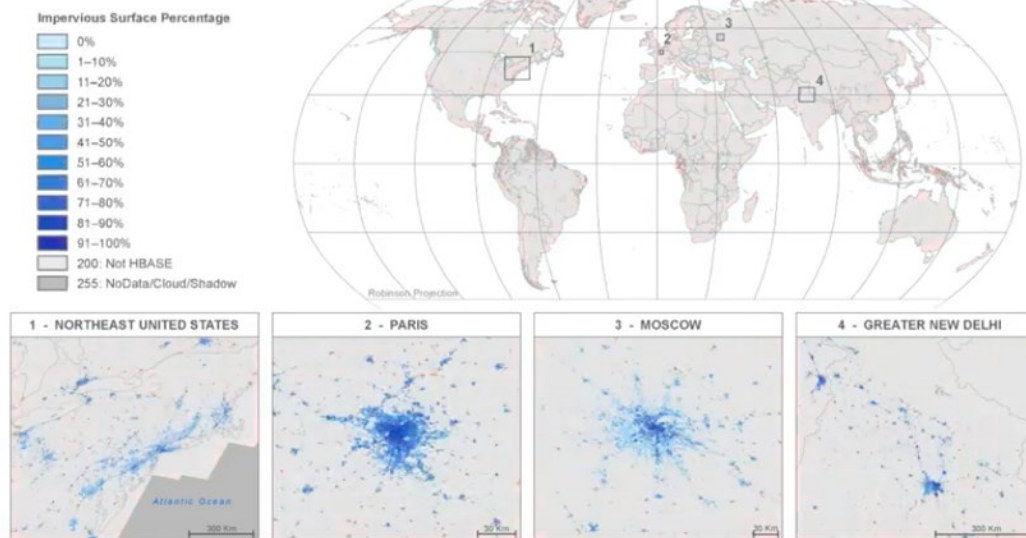 Impervious Surface Percentage
0%
1–10%
11–20%
21–30%
31–40%
41–50%
51–60%
61–70%
71–80%
81–90%
91–100%
200: Not HBASE
255: NoData/Cloud/Shadow
1
2
3
4
Robinson Projection
1 - NORTHEAST UNITED STATES
Atlantic Ocean
300 Km
2 - PARIS
30 Km
3 - MOSCOW
30 Km
4 - GREATER NEW DELHI
300 Km